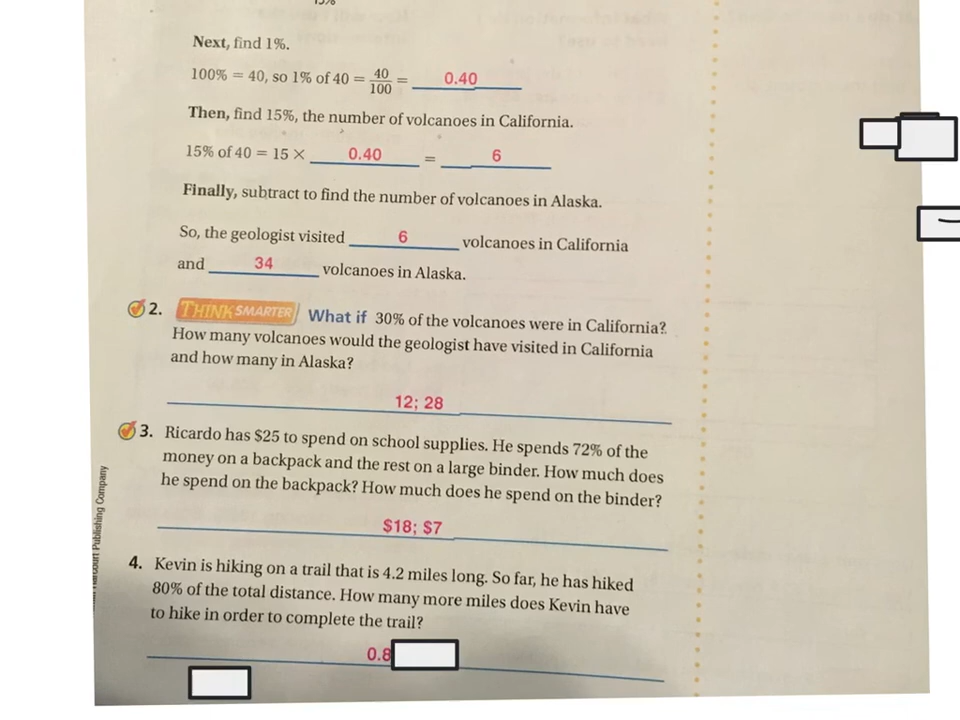 Next, find 1%.
100% = 40, so 1% of 40 = 40/100 = 0.40
Then, find 15%, the number of volcanoes in California.
15% of 40 = 15 × 0.40 = 6
Finally, subtract to find the number of volcanoes in Alaska.
So, the geologist visited 6 volcanoes in California
and 34 volcanoes in Alaska.
2. THINK SMARTER What if 30% of the volcanoes were in California?
How many volcanoes would the geologist have visited in California
and how many in Alaska?
12; 28
3. Ricardo has $25 to spend on school supplies. He spends 72% of the
money on a backpack and the rest on a large binder. How much does
he spend on the backpack? How much does he spend on the binder?
$18; $7
4. Kevin is hiking on a trail that is 4.2 miles long. So far, he has hiked
80% of the total distance. How many more miles does Kevin have
to hike in order to complete the trail?
0.8
Harcourt Publishing Company